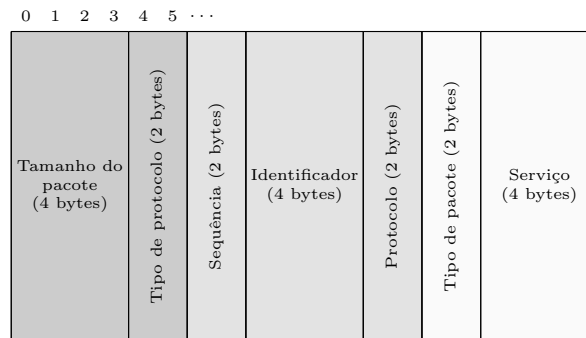 0 1 2 3 4 5 ···
Tamanho do
pacote
(4 bytes)
Tipo de protocolo (2 bytes)
Sequência (2 bytes)
Identificador
(4 bytes)
Protocolo (2 bytes)
Tipo de pacote (2 bytes)
Serviço
(4 bytes)